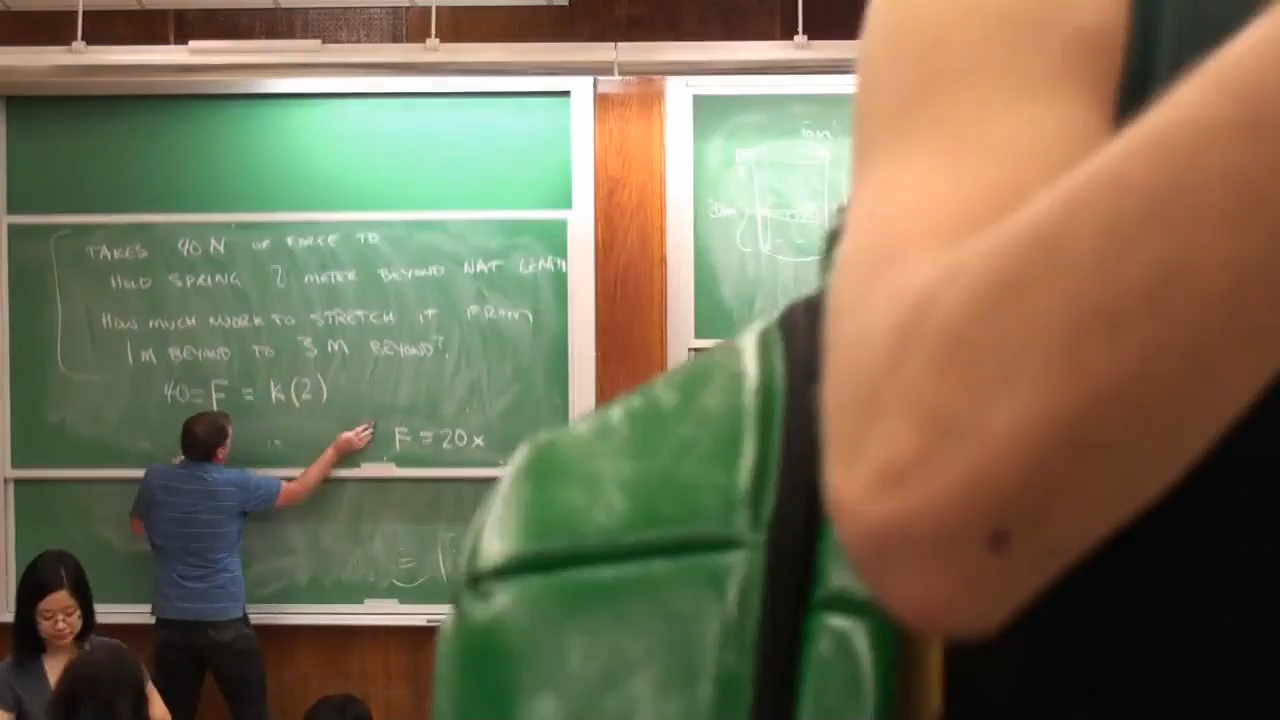 TAKES 40 N OF FORCE TO
HOLD SPRING 2 METER BEYOND NAT LENGTH
HOW MUCH WORK TO STRETCH IT FROM
1 M BEYOND TO 3 M BEYOND?
40 = F = k(2)
F = 20x
=